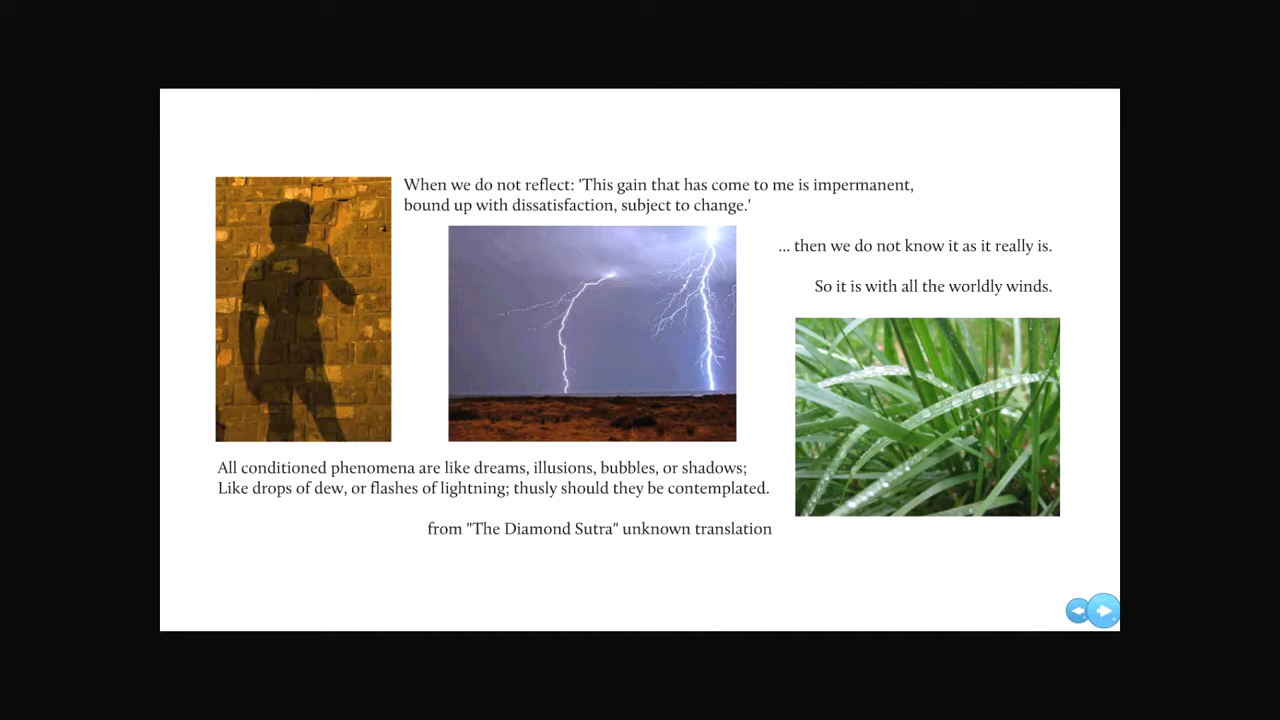 When we do not reflect: 'This gain that has come to me is impermanent,
bound up with dissatisfaction, subject to change.'
... then we do not know it as it really is.
So it is with all the worldly winds.
All conditioned phenomena are like dreams, illusions, bubbles, or shadows;
Like drops of dew, or flashes of lightning; thusly should they be contemplated.
from "The Diamond Sutra" unknown translation